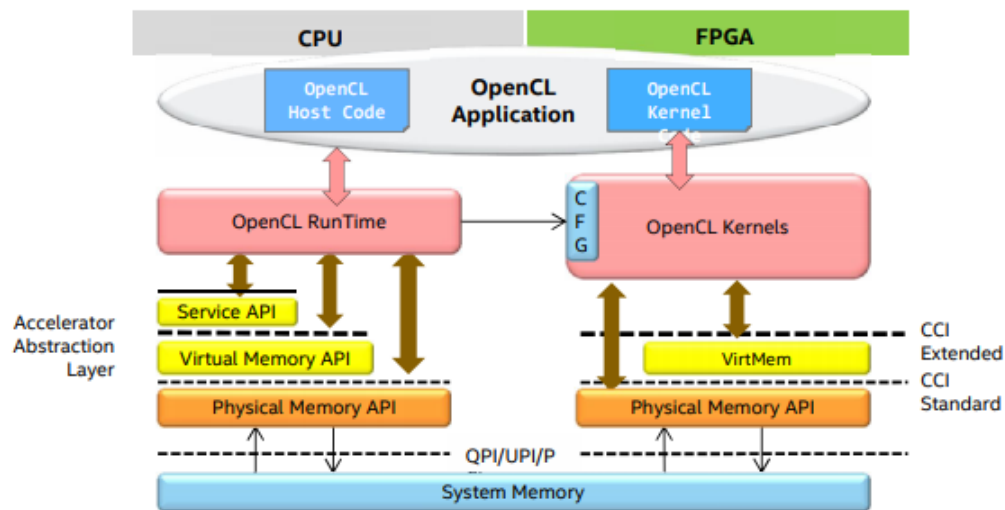 CPU
FPGA
OpenCL
Host Code
OpenCL
Application
OpenCL
Kernel
OpenCL RunTime
C
F
G
OpenCL Kernels
Accelerator
Abstraction
Layer
Service API
Virtual Memory API
Physical Memory API
VirtMem
Physical Memory API
CCI
Extended
CCI
Standard
QPI/UPI/P
System Memory